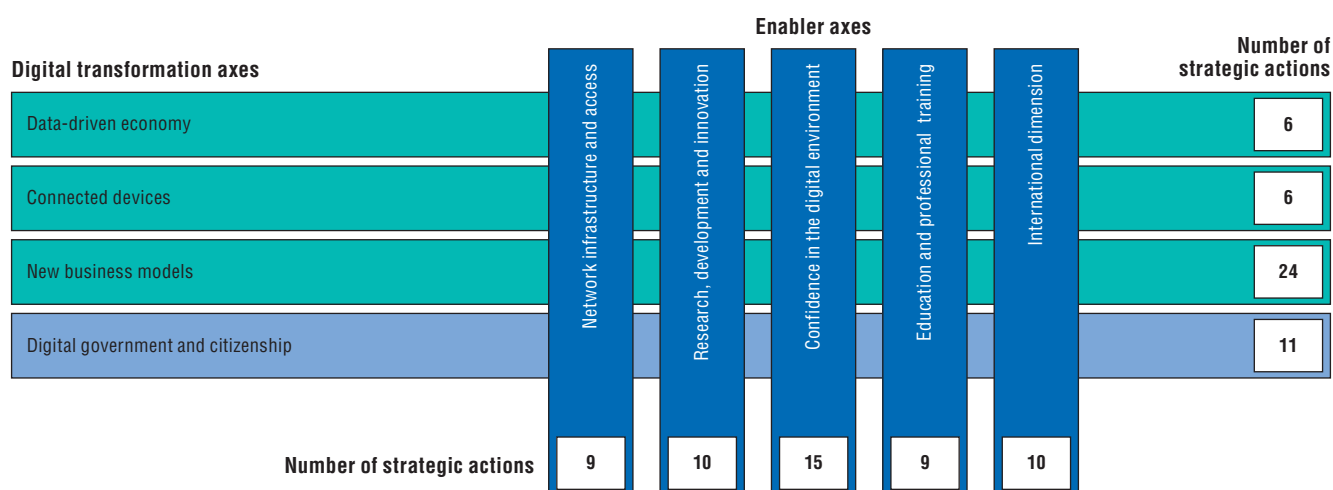 Enabler axes
Digital transformation axes
Number of
strategic actions
Network infrastructure and access
Research, development and innovation
Confidence in the digital environment
Education and professional training
International dimension
Data-driven economy
6
Connected devices
6
New business models
24
Digital government and citizenship
11
Number of strategic actions
9
10
15
9
10